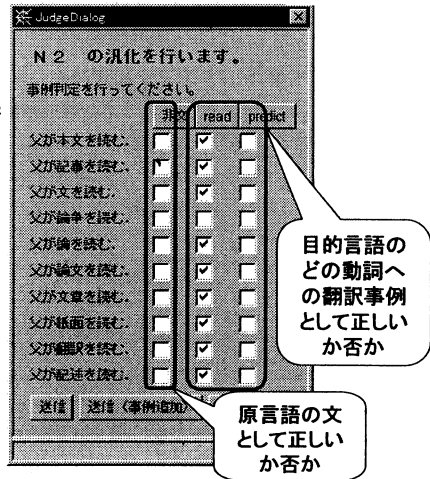 JudgeDialog
N2 の汎化を行います。
事例判定を行ってください。
非文 read predict
父が本文を読む.
父が記事を読む.
父が文を読む.
父が論争を読む.
父が論を読む.
父が論文を読む.
父が文章を読む.
父が紙面を読む.
父が翻訳を読む.
父が記述を読む.
送信 送信(事例追加)
目的言語の
どの動詞へ
の翻訳事例
として正しい
か否か
原言語の文
として正しい
か否か